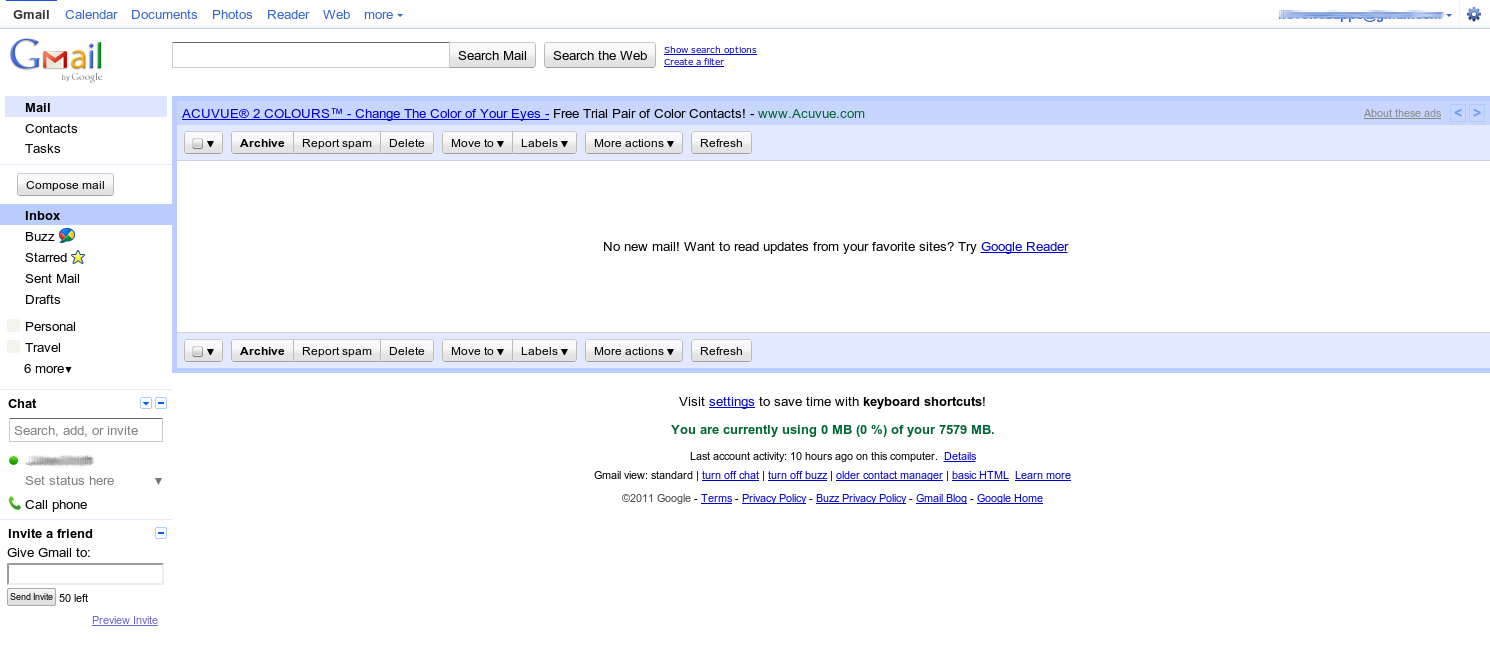 Gmail Calendar Documents Photos Reader Web more
Gmail by Google
Search Mail Search the Web Show search options
Create a filter
Mail
Contacts
Tasks
Compose mail
Inbox
Buzz
Starred
Sent Mail
Drafts
Personal
Travel
6 more▾
Chat
Search, add, or invite
Set status here
Call phone
Invite a friend
Give Gmail to:
Send Invite 50 left
Preview Invite
ACUVUE® 2 COLOURS™ - Change The Color of Your Eyes - Free Trial Pair of Color Contacts! - www.Acuvue.com About these ads < >
Archive Report spam Delete Move to ▾ Labels ▾ More actions ▾ Refresh
No new mail! Want to read updates from your favorite sites? Try Google Reader
Archive Report spam Delete Move to ▾ Labels ▾ More actions ▾ Refresh
Visit settings to save time with keyboard shortcuts!
You are currently using 0 MB (0 %) of your 7579 MB.
Last account activity: 10 hours ago on this computer. Details
Gmail view: standard | turn off chat | turn off buzz | older contact manager | basic HTML Learn more
©2011 Google - Terms - Privacy Policy - Buzz Privacy Policy - Gmail Blog - Google Home